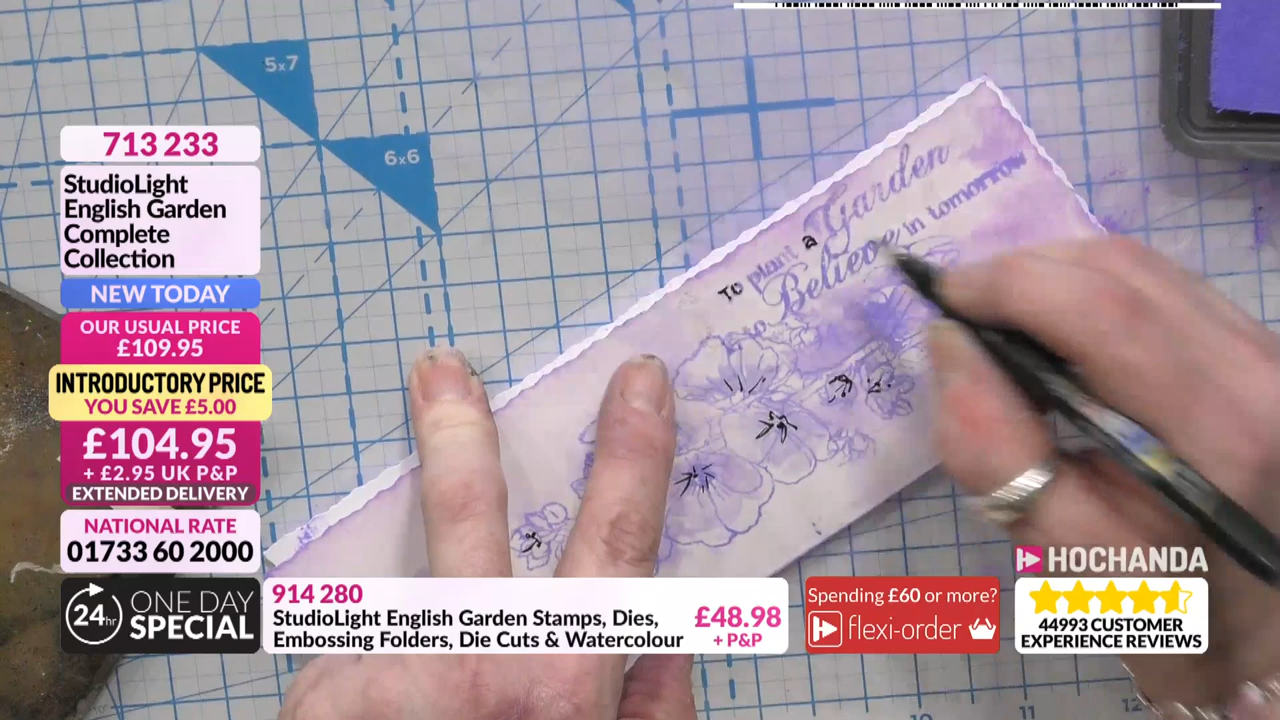 5x7
6x6
713 233
StudioLight
English Garden
Complete
Collection
NEW TODAY
OUR USUAL PRICE
£109.95
INTRODUCTORY PRICE
YOU SAVE £5.00
£104.95
+ £2.95 UK P&P
EXTENDED DELIVERY
NATIONAL RATE
01733 60 2000
To plant a Garden
Believe in tomorrow
24hr
ONE DAY
SPECIAL
914 280
StudioLight English Garden Stamps, Dies,
Embossing Folders, Die Cuts & Watercolour
£48.98
+ P&P
Spending £60 or more?
flexi-order
HOCHANDA
44993 CUSTOMER
EXPERIENCE REVIEWS
10 11 12